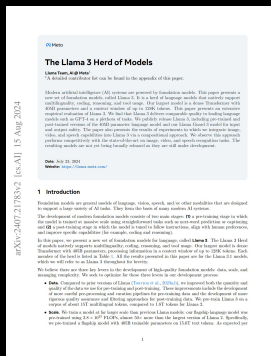 Meta
The Llama 3 Herd of Models
Llama Team, AI @ Meta¹
¹A detailed contributor list can be found in the appendix of this paper.
Modern artificial intelligence (AI) systems are powered by foundation models. This paper presents a
new set of foundation models, called Llama 3. It is a herd of language models that natively support
multilinguality, coding, reasoning, and tool usage. Our largest model is a dense Transformer with
405B parameters and a context window of up to 128K tokens. This paper presents an extensive
empirical evaluation of Llama 3. We find that Llama 3 delivers comparable quality to leading language
models such as GPT-4 on a plethora of tasks. We publicly release Llama 3, including pre-trained and
post-trained versions of the 405B parameter language model and our Llama Guard 3 model for input
and output safety. The paper also presents the results of experiments in which we integrate image,
video, and speech capabilities into Llama 3 via a compositional approach. We observe this approach
performs competitively with the state-of-the-art on image, video, and speech recognition tasks. The
resulting models are not yet being broadly released as they are still under development.
Date: July 23, 2024
Website: https://llama.meta.com/
arXiv:2407.21783v2 [cs.AI] 15 Aug 2024
1 Introduction
Foundation models are general models of language, vision, speech, and/or other modalities that are designed
to support a large variety of AI tasks. They form the basis of many modern AI systems.
The development of modern foundation models consists of two main stages: (1) a pre-training stage in which
the model is trained at massive scale using straightforward tasks such as next-word prediction or captioning
and (2) a post-training stage in which the model is tuned to follow instructions, align with human preferences,
and improve specific capabilities (for example, coding and reasoning).
In this paper, we present a new set of foundation models for language, called Llama 3. The Llama 3 Herd
of models natively supports multilinguality, coding, reasoning, and tool usage. Our largest model is dense
Transformer with 405B parameters, processing information in a context window of up to 128K tokens. Each
member of the herd is listed in Table 1. All the results presented in this paper are for the Llama 3.1 models,
which we will refer to as Llama 3 throughout for brevity.
We believe there are three key levers in the development of high-quality foundation models: data, scale, and
managing complexity. We seek to optimize for these three levers in our development process:
• Data. Compared to prior versions of Llama (Touvron et al., 2023a,b), we improved both the quantity and
quality of the data we use for pre-training and post-training. These improvements include the development
of more careful pre-processing and curation pipelines for pre-training data and the development of more
rigorous quality assurance and filtering approaches for post-training data. We pre-train Llama 3 on a
corpus of about 15T multilingual tokens, compared to 1.8T tokens for Llama 2.
• Scale. We train a model at far larger scale than previous Llama models: our flagship language model was
pre-trained using 3.8 × 10²⁵ FLOPs, almost 50× more than the largest version of Llama 2. Specifically,
we pre-trained a flagship model with 405B trainable parameters on 15.6T text tokens. As expected per
1